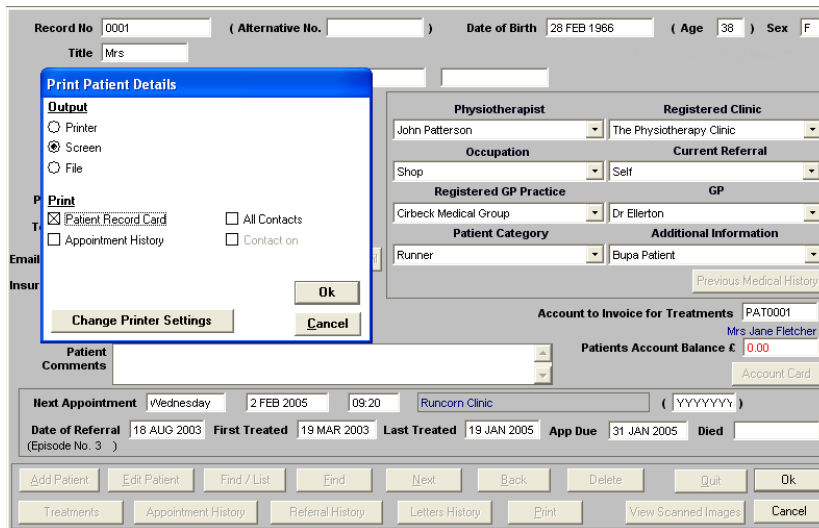 Record No 0001 ( Alternative No. ) Date of Birth 28 FEB 1966 ( Age 38 ) Sex F
Title Mrs
Print Patient Details
Output
Printer
Screen
File
Print
Patient Record Card All Contacts
Appointment History Contact on
Ok
Change Printer Settings Cancel
Physiotherapist Registered Clinic
John Patterson The Physiotherapy Clinic
Occupation Current Referral
Shop Self
Registered GP Practice GP
Cirbeck Medical Group Dr Ellerton
Patient Category Additional Information
Runner Bupa Patient
Previous Medical History
Email
Insur
Account to Invoice for Treatments PAT0001
Mrs Jane Fletcher
Patients Account Balance £ 0.00
Account Card
Patient
Comments
Next Appointment Wednesday 2 FEB 2005 09:20 Runcorn Clinic ( YYYYYYY )
Date of Referral 18 AUG 2003 First Treated 19 MAR 2003 Last Treated 19 JAN 2005 App Due 31 JAN 2005 Died
(Episode No. 3 )
Add Patient Edit Patient Find / List Find Next Back Delete Quit Ok
Treatments Appointment History Referral History Letters History Print View Scanned Images Cancel